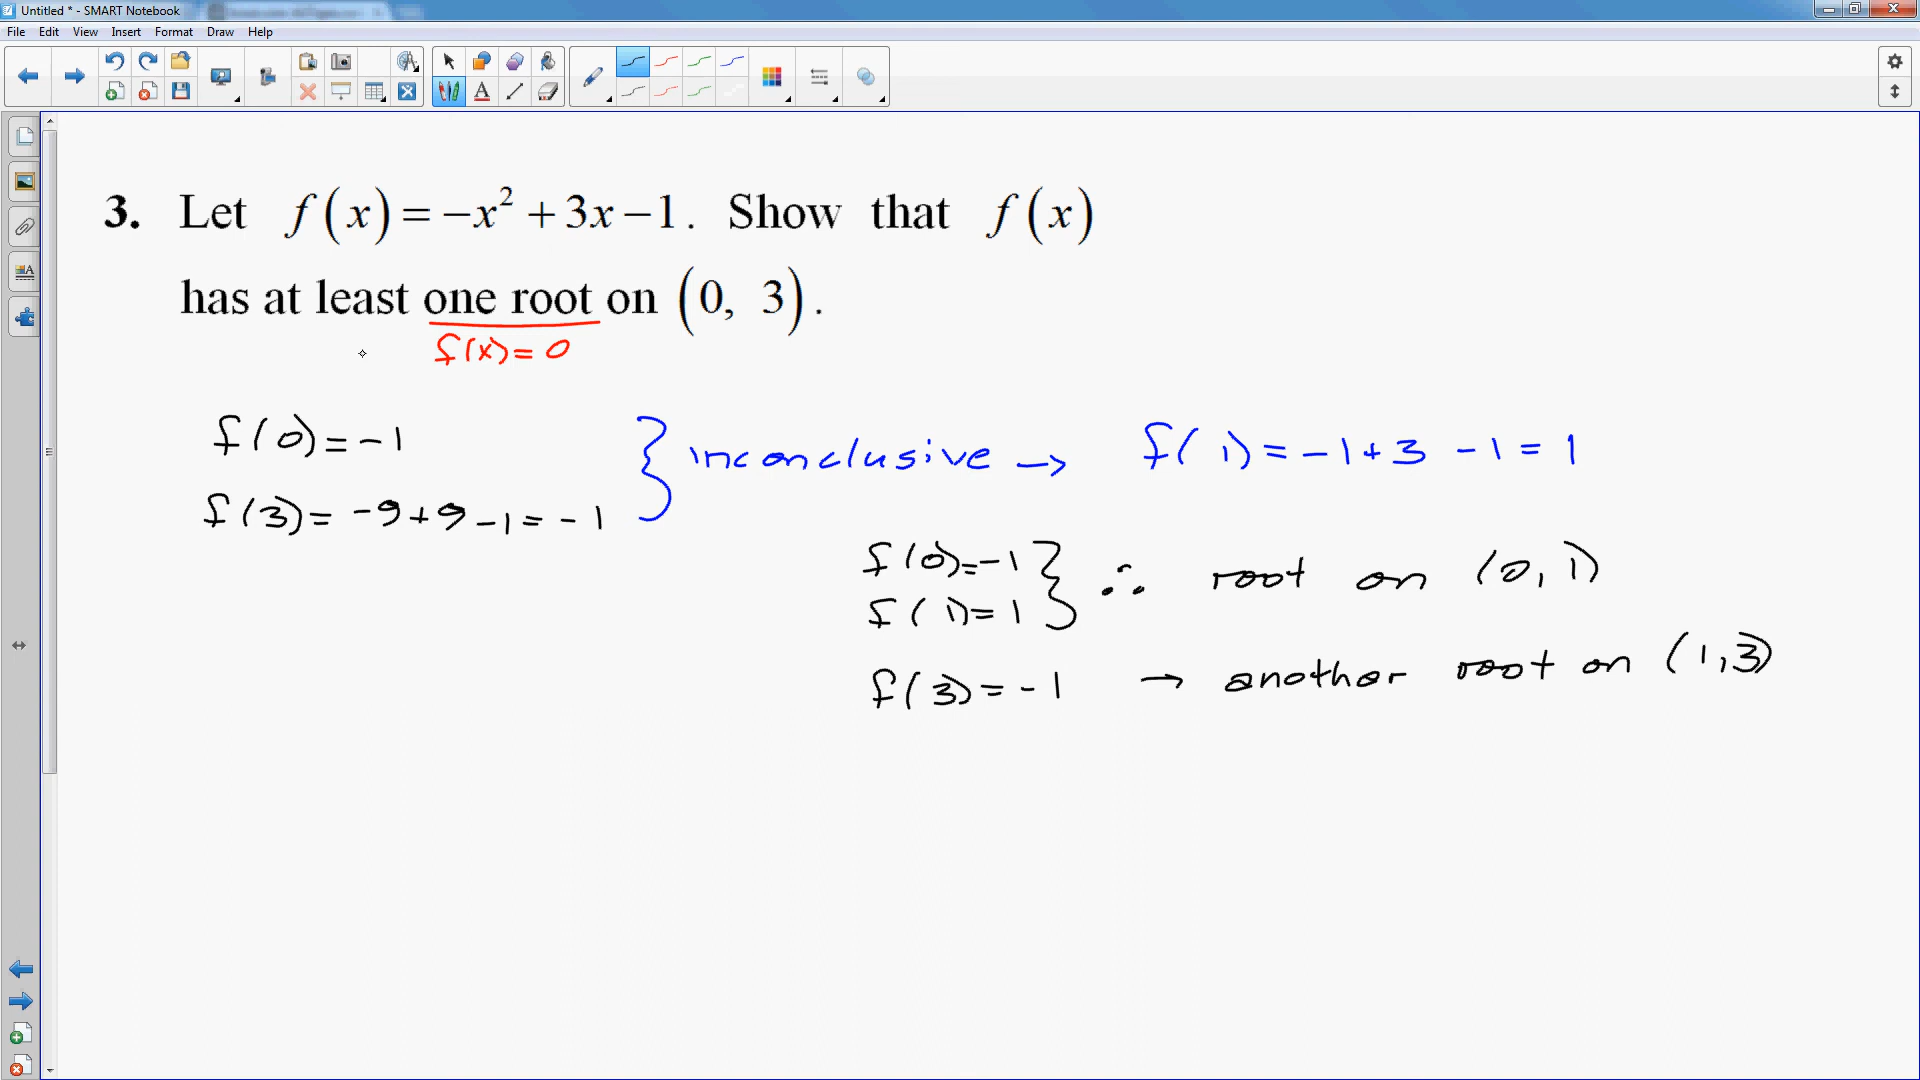 Untitled * - SMART Notebook
File Edit View Insert Format Draw Help
3. Let f(x) = −x² + 3x − 1. Show that f(x)
has at least one root on (0, 3).
f(x) = 0
f(0) = -1
f(3) = -9+9-1 = -1
inconclusive → f(1) = -1+3-1 = 1
f(0) = -1
f(1) = 1
∴ root on (0,1)
f(3) = -1 → another root on (1,3)